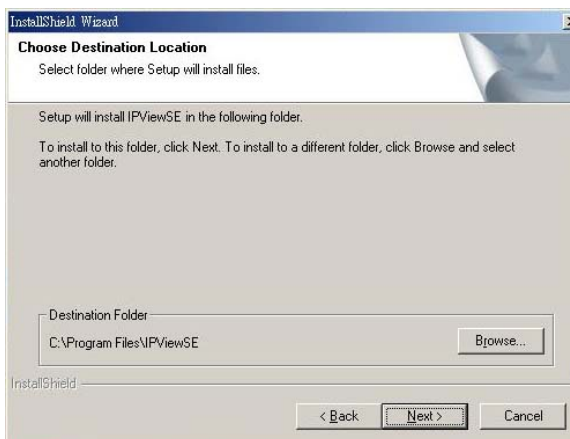 InstallShield Wizard
Choose Destination Location
Select folder where Setup will install files.
Setup will install IPViewSE in the following folder.
To install to this folder, click Next. To install to a different folder, click Browse and select
another folder.
Destination Folder
C:\Program Files\IPViewSE
Browse...
InstallShield
< Back
Next >
Cancel